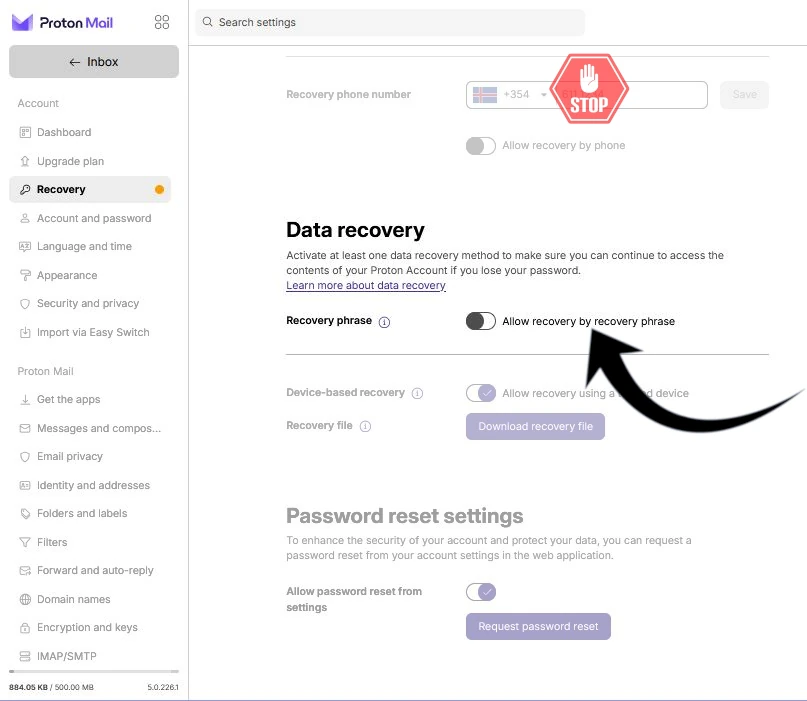 Proton Mail
Search settings
← Inbox
Account
Dashboard
Upgrade plan
Recovery
Account and password
Language and time
Appearance
Security and privacy
Import via Easy Switch
Proton Mail
Get the apps
Messages and compos...
Email privacy
Identity and addresses
Folders and labels
Filters
Forward and auto-reply
Domain names
Encryption and keys
IMAP/SMTP
884.05 KB / 500.00 MB
5.0.226.1
Recovery phone number
+354
STOP
Save
Allow recovery by phone
Data recovery
Activate at least one data recovery method to make sure you can continue to access the
contents of your Proton Account if you lose your password.
Learn more about data recovery
Recovery phrase
Allow recovery by recovery phrase
Device-based recovery
Allow recovery using a device
Recovery file
Download recovery file
Password reset settings
To enhance the security of your account and protect your data, you can request a
password reset from your account settings in the web application.
Allow password reset from
settings
Request password reset